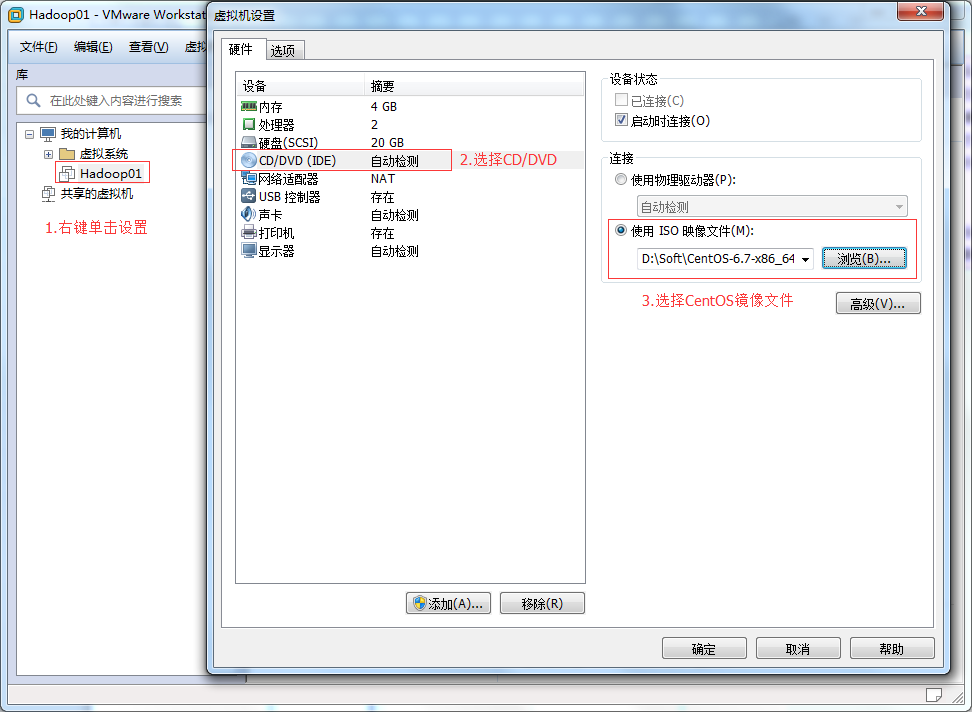 Hadoop01 - VMware Workstat
虚拟机设置
文件(F) 编辑(E) 查看(V) 虚拟
库
在此处键入内容进行搜索
我的计算机
虚拟系统
Hadoop01
共享的虚拟机
1.右键单击设置
硬件 选项
设备 摘要
内存 4 GB
处理器 2
硬盘(SCSI) 20 GB
CD/DVD (IDE) 自动检测
2.选择CD/DVD
网络适配器 NAT
USB 控制器 存在
声卡 自动检测
打印机 存在
显示器 自动检测
添加(A)... 移除(R)
设备状态
已连接(C)
启动时连接(O)
连接
使用物理驱动器(P):
自动检测
使用 ISO 映像文件(M):
D:\Soft\CentOS-6.7-x86_64 浏览(B)...
3.选择CentOS镜像文件
高级(V)...
确定 取消 帮助